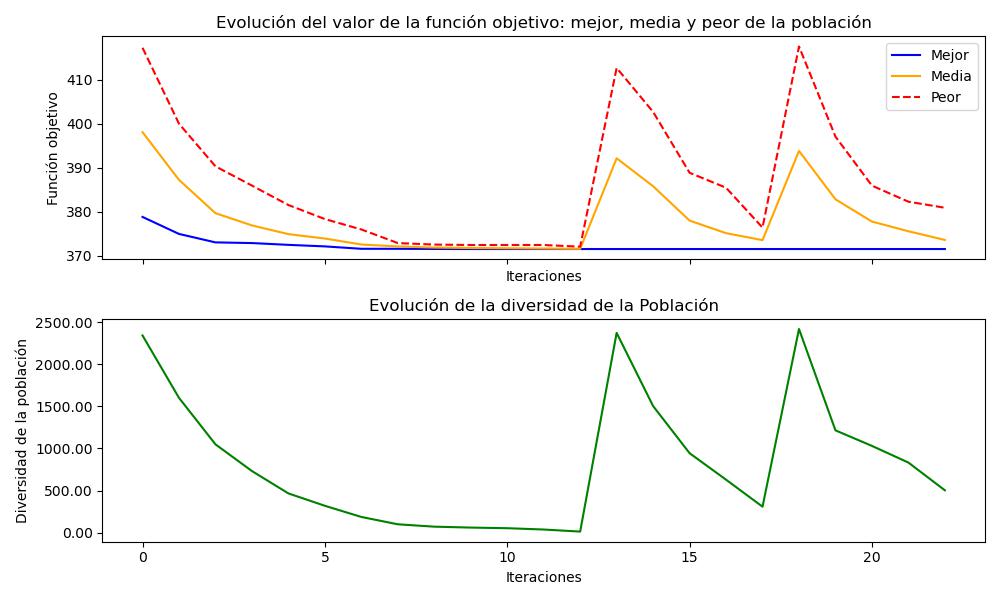 Evolución del valor de la función objetivo: mejor, media y peor de la población
Función objetivo
410
400
390
380
370
Mejor
Media
Peor
Iteraciones
Evolución de la diversidad de la Población
Diversidad de la población
2500.00
2000.00
1500.00
1000.00
500.00
0.00
0 5 10 15 20
Iteraciones